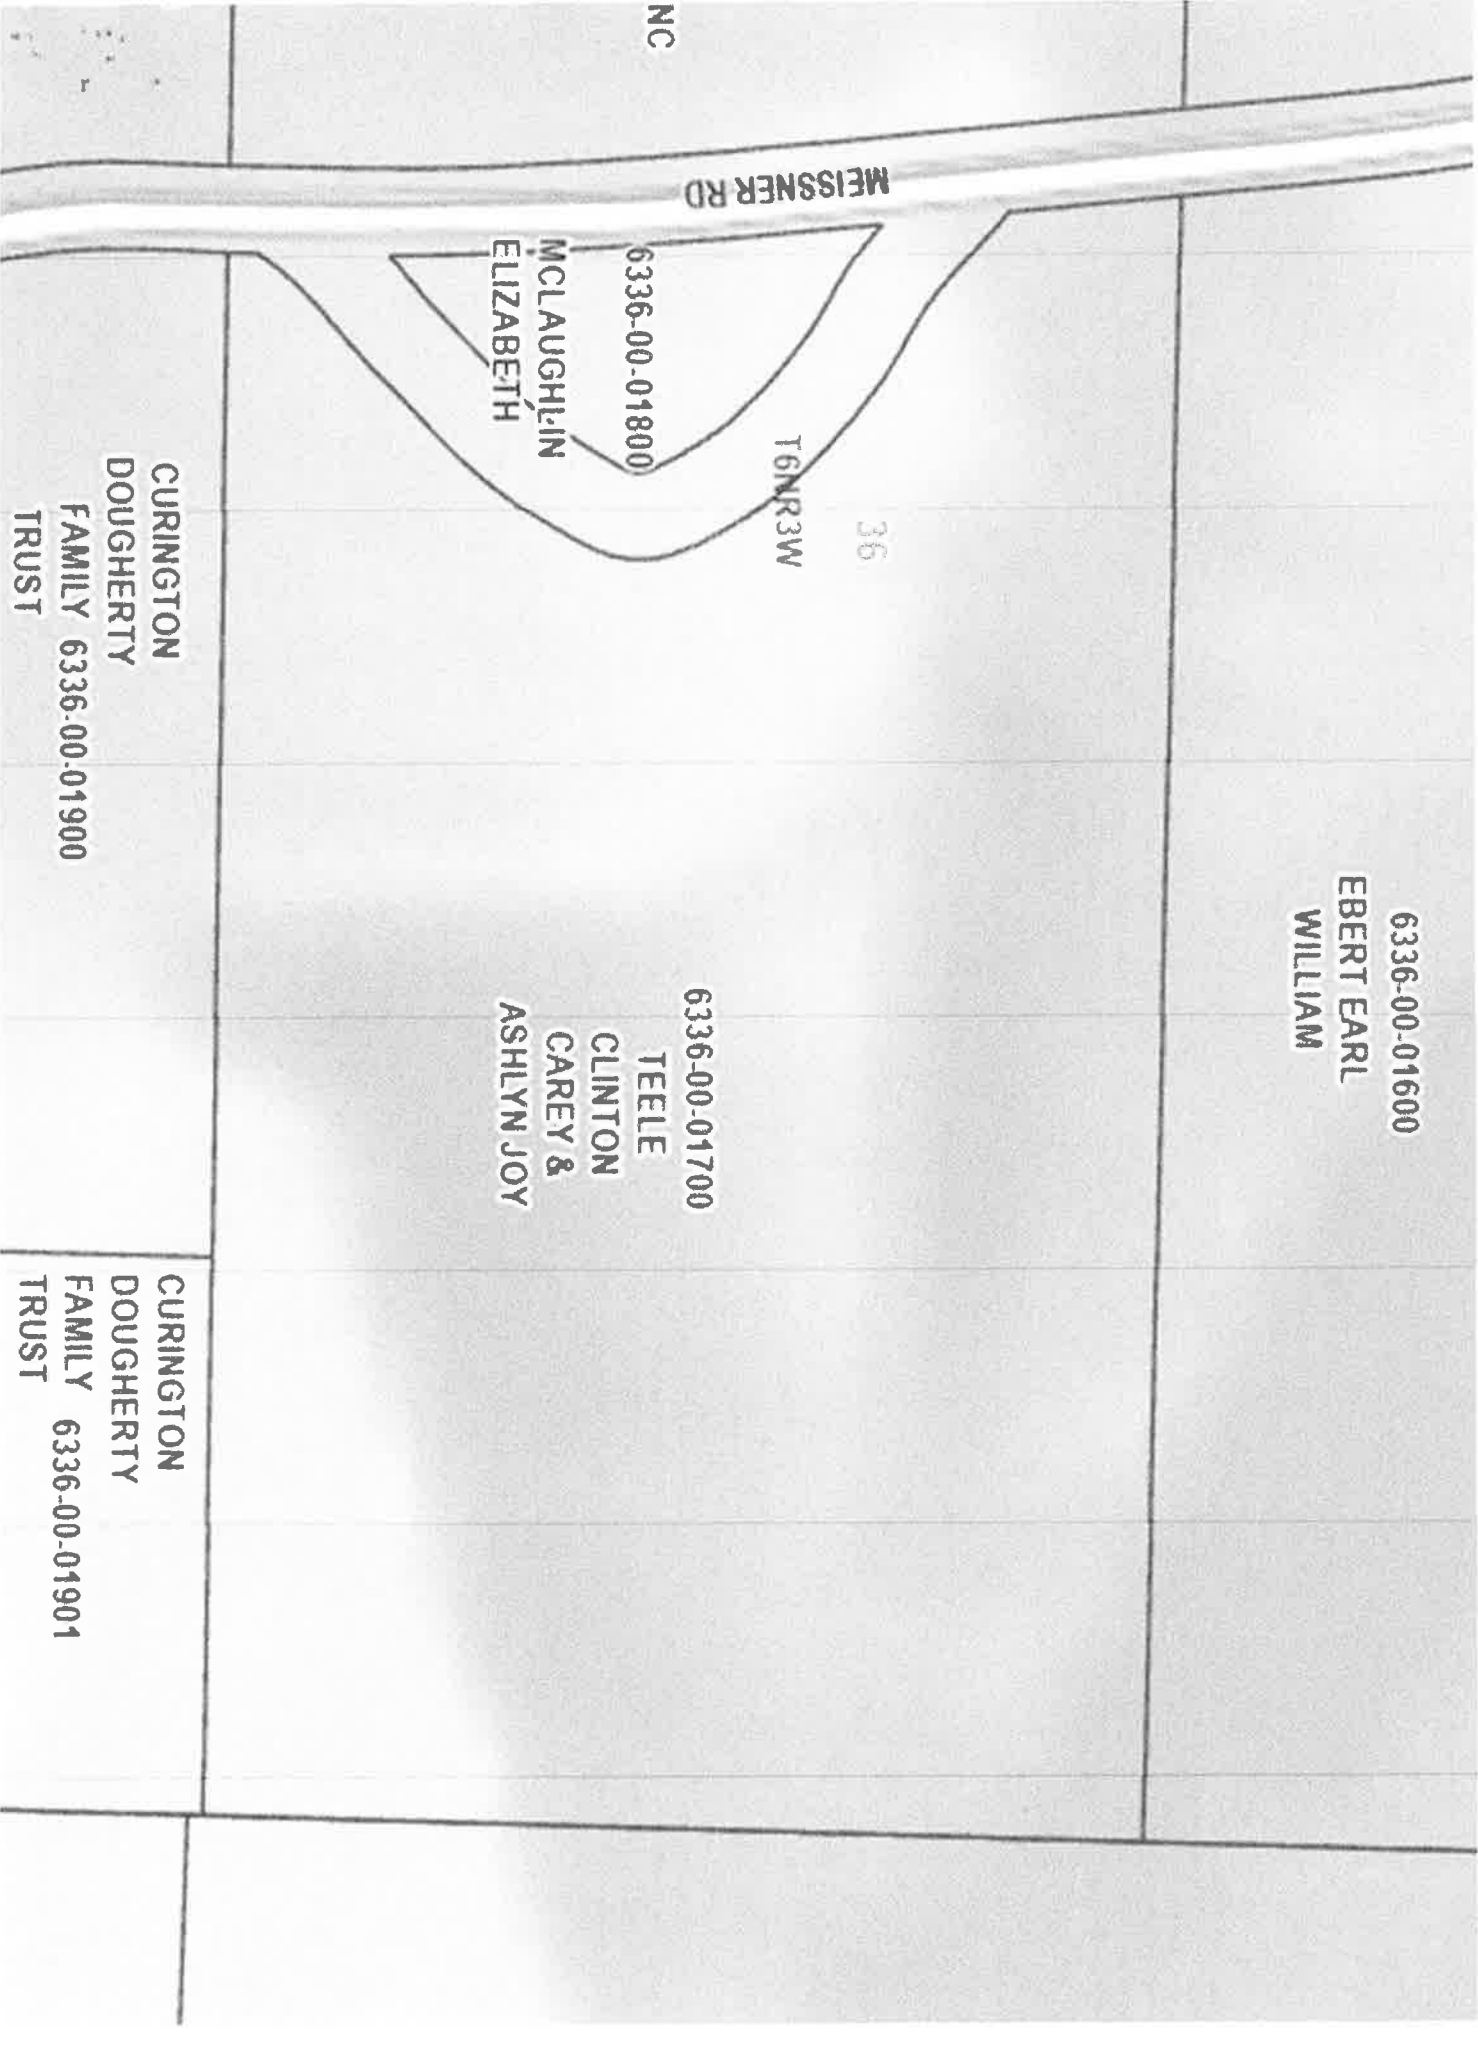 NC
MEISSNER RD
6336-00-01600
EBERT EARL
WILLIAM
36
T6NR3W
6336-00-01800
MCLAUGHLIN
ELIZABETH
6336-00-01700
TEELE
CLINTON
CAREY &
ASHLYN JOY
CURINGTON
DOUGHERTY
FAMILY 6336-00-01900
TRUST
CURINGTON
DOUGHERTY
FAMILY 6336-00-01901
TRUST